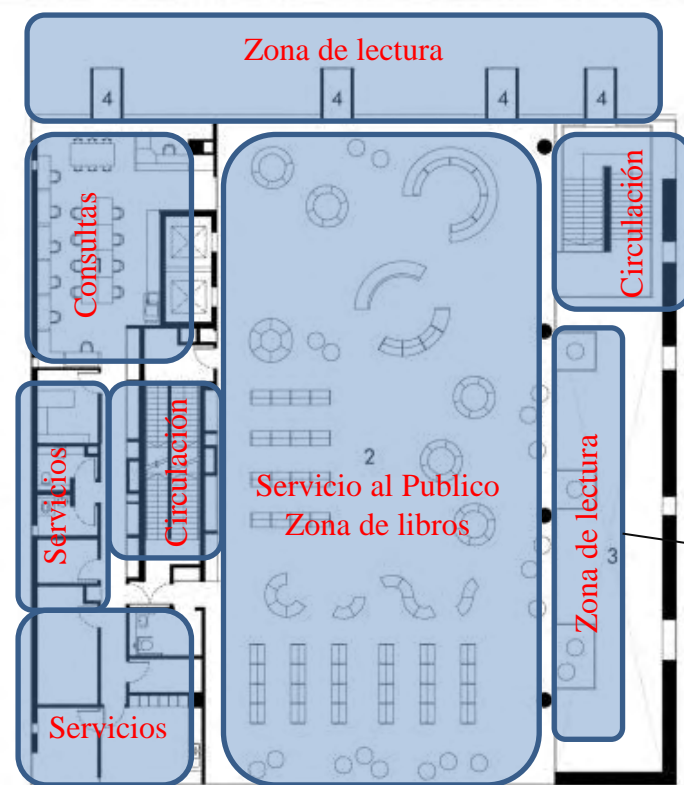 Zona de lectura
4 4 4 4
Consultas
Circulación
Servicios
Circulación
2
Servicio al Publico
Zona de libros
Zona de lectura
3
Servicios